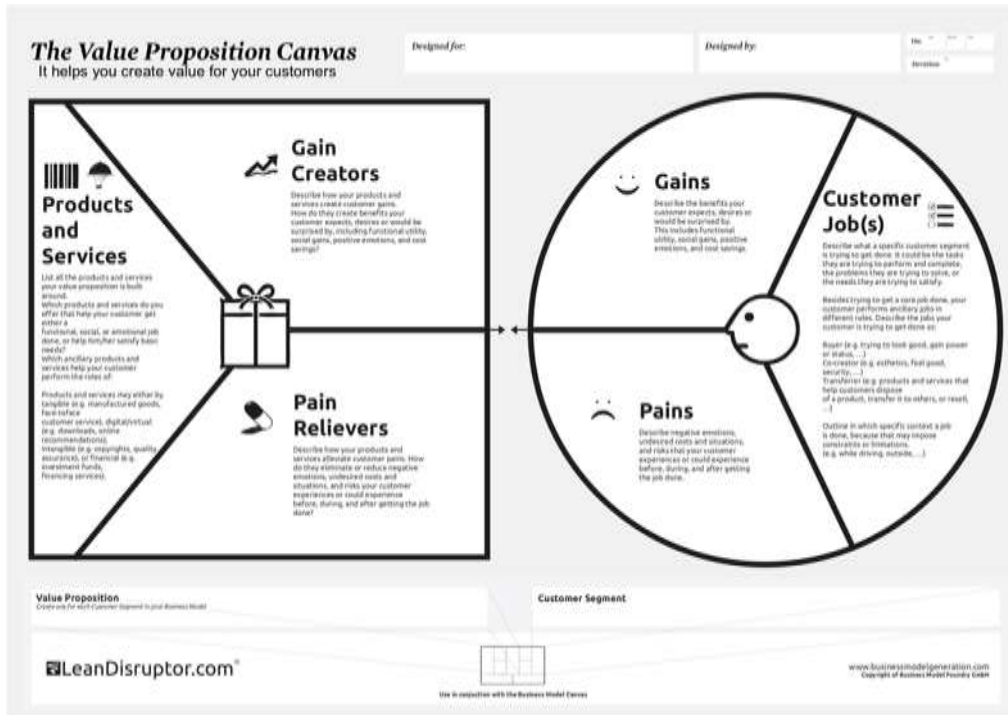 The Value Proposition Canvas
It helps you create value for your customers
Designed for:
Designed by:
On:
Iteration
Products
and
Services
List all the products and services
your value proposition is built
around.
Which products and services do you
offer that help your customer get
either a
functional, social, or emotional job
done, or help him/her satisfy basic
needs?
Which ancillary products and
services help your customer
perform the roles of:
Products and services may either by
tangible (e.g. manufactured goods,
face-to-face
customer service), digital/virtual
(e.g. downloads, online
recommendations),
intangible (e.g. copyrights, quality
assurance), or financial (e.g.
investment funds,
financing services).
Gain
Creators
Describe how your products and
services create customer gains.
How do they create benefits your
customer expects, desires or would be
surprised by, including functional utility,
social gains, positive emotions, and cost
savings?
Pain
Relievers
Describe how your products and
services alleviate customer pains. How
do they eliminate or reduce negative
emotions, undesired costs and
situations, and risks your customer
experiences or could experience
before, during, and after getting the job
done?
Gains
Describe the benefits your
customer expects, desires or
would be surprised by.
This includes functional
utility, social gains, positive
emotions, and cost savings.
Pains
Describe negative emotions,
undesired costs and situations,
and risks that your customer
experiences or could experience
before, during, and after getting
the job done.
Customer
Job(s)
Describe what a specific customer segment
is trying to get done. It could be the tasks
they are trying to perform and complete,
the problems they are trying to solve, or
the needs they are trying to satisfy.
Besides trying to get a core job done, your
customer performs ancillary jobs in
different roles. Describe the jobs your
customer is trying to get done as:
Buyer (e.g. trying to look good, gain power
or status, ...)
Co-creator (e.g. esthetics, feel good,
security, ...)
Transferrer (e.g. products and services that
help customers dispose
of a product, transfer it to others, or resell,
...)
Outline in which specific context a job
is done, because that may impose
constraints or limitations.
(e.g. while driving, outside, ...)
Value Proposition
Create one for each Customer Segment in your Business Model
Customer Segment
LeanDisruptor.com
Use in conjunction with the Business Model Canvas
www.businessmodelgeneration.com
Copyright of Business Model Foundry GmbH